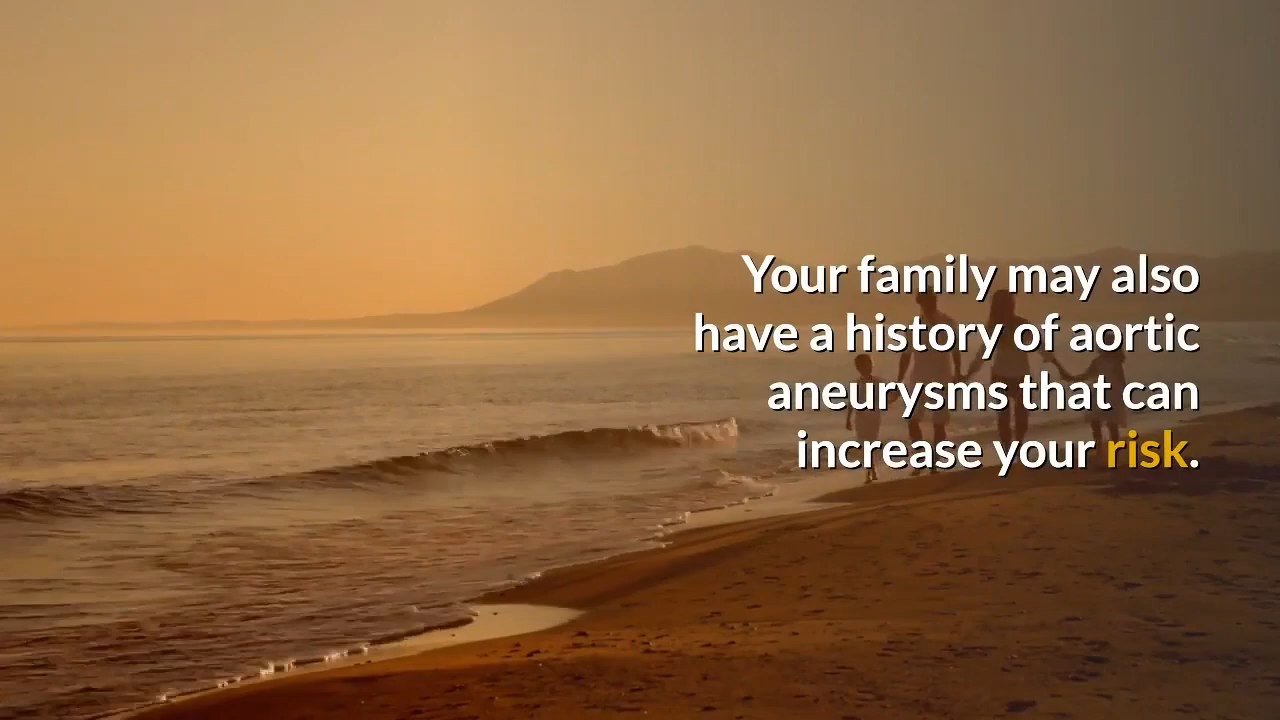 Your family may also
have a history of aortic
aneurysms that can
increase your risk.